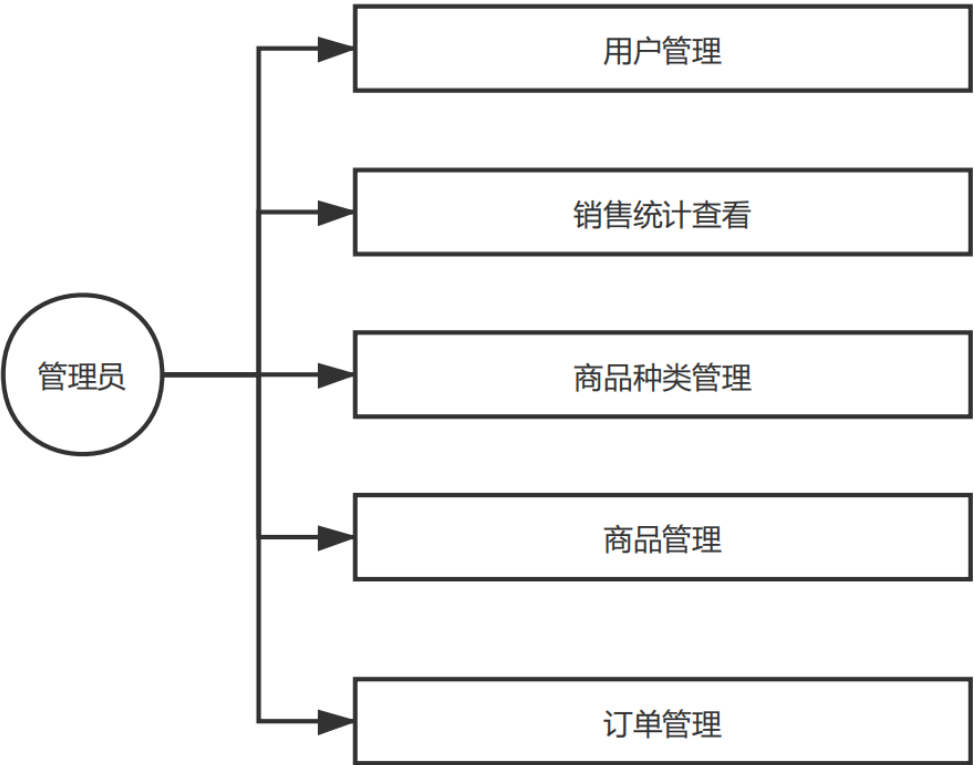 用户管理
销售统计查看
管理员
商品种类管理
商品管理
订单管理